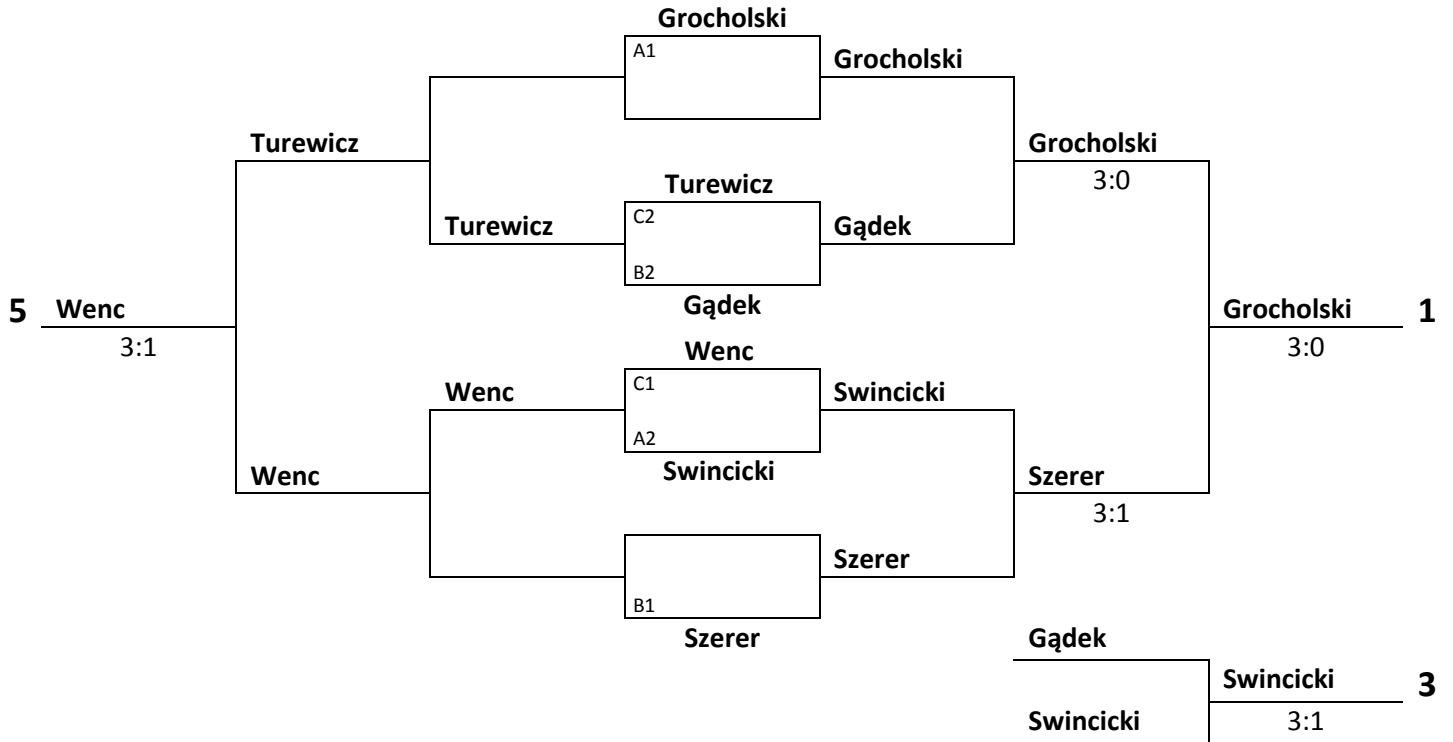 Grocholski
A1
Grocholski
Turewicz
Grocholski
3:0
Turewicz
C2
Turewicz
Gądek
B2
Gądek
5 Wenc
Grocholski 1
3:1
3:0
Wenc
C1
Wenc
Swincicki
A2
Swincicki
Wenc
Szerer
3:1
Szerer
B1
Szerer
Gądek
Swincicki 3
Swincicki
3:1